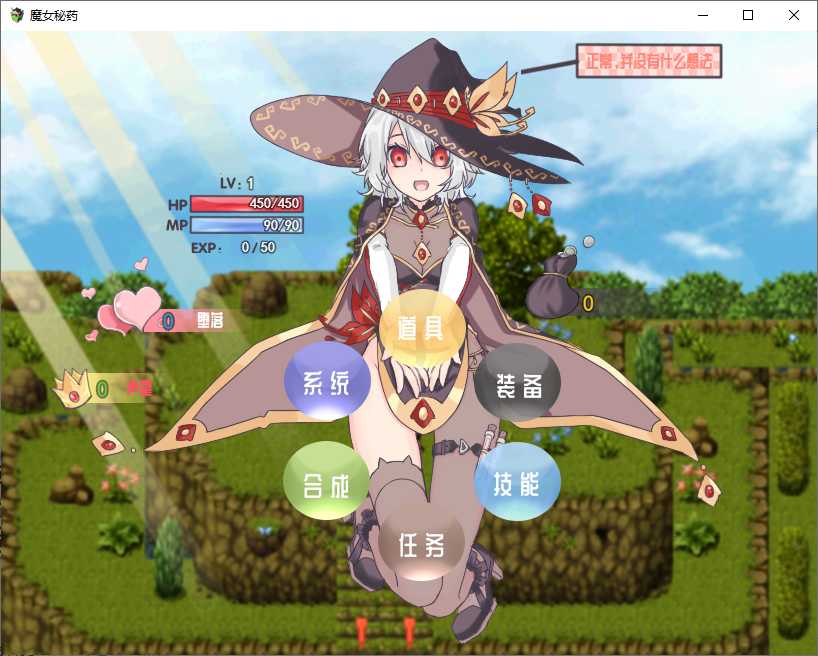 魔女秘药
正常,并没有什么想法
LV: 1
HP 450/450
MP 90/90
EXP: 0/50
0
0 堕落
0
道具
系统
装备
合成
技能
任务